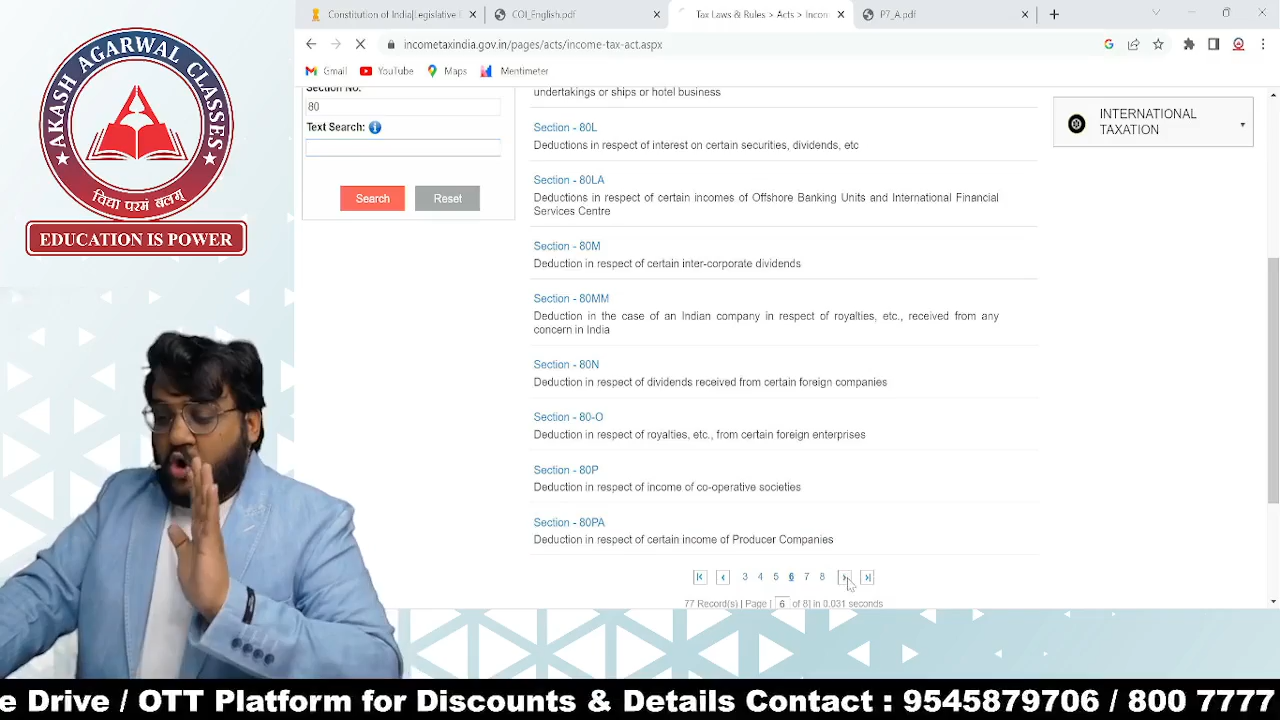 AKASH AGARWAL CLASSES
विद्या परमं बलम्
EDUCATION IS POWER
Constitution of India|Legislative
COI_English.pdf
Tax Laws & Rules > Acts > Incom
P7_A.pdf
incometaxindia.gov.in/pages/acts/income-tax-act.aspx
Gmail
YouTube
Maps
Mentimeter
Section No:
80
Text Search:
Search
Reset
undertakings or ships or hotel business
Section - 80L
Deductions in respect of interest on certain securities, dividends, etc
Section - 80LA
Deductions in respect of certain incomes of Offshore Banking Units and International Financial
Services Centre
Section - 80M
Deduction in respect of certain inter-corporate dividends
Section - 80MM
Deduction in the case of an Indian company in respect of royalties, etc., received from any
concern in India
Section - 80N
Deduction in respect of dividends received from certain foreign companies
Section - 80-O
Deduction in respect of royalties, etc., from certain foreign enterprises
Section - 80P
Deduction in respect of income of co-operative societies
Section - 80PA
Deduction in respect of certain income of Producer Companies
3 4 5 6 7 8
77 Record(s) | Page [ 6 of 8] in 0.031 seconds
INTERNATIONAL
TAXATION
e Drive / OTT Platform for Discounts & Details Contact : 9545879706 / 800 7777